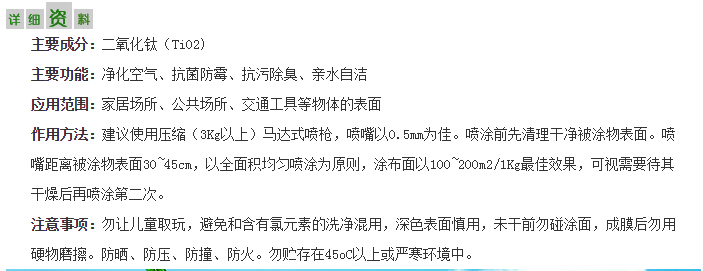 详细资料
主要成分：二氧化钛（TiO2)
主要功能：净化空气、抗菌防霉、抗污除臭、亲水自洁
应用范围：家居场所、公共场所、交通工具等物体的表面
作用方法：建议使用压缩（3Kg以上）马达式喷枪，喷嘴以0.5mm为佳。喷涂前先清理干净被涂物表面。喷
嘴距离被涂物表面30~45cm，以全面积均匀喷涂为原则，涂布面以100~200m2/1Kg最佳效果，可视需要待其
干燥后再喷涂第二次。
注意事项：勿让儿童取玩，避免和含有氯元素的洗净混用，深色表面慎用，未干前勿碰涂面，成膜后勿用
硬物磨擦。防晒、防压、防撞、防火。勿贮存在45oC以上或严寒环境中。